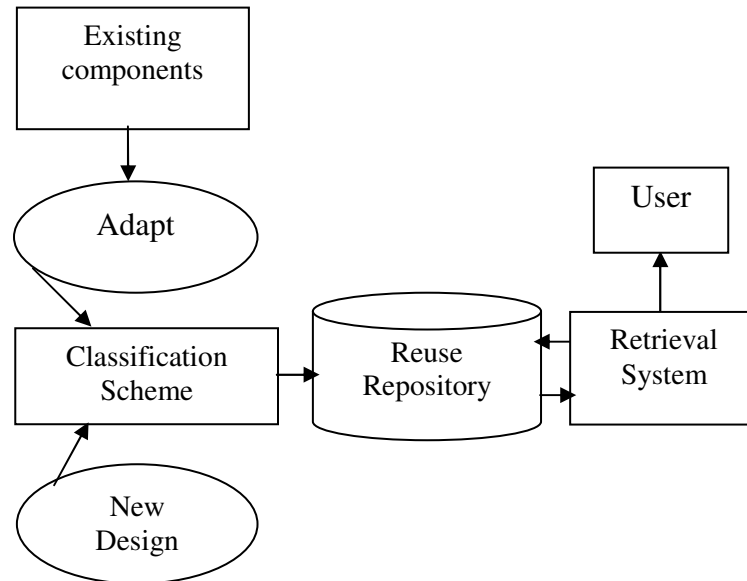 Existing
components
Adapt
User
Classification
Scheme
Reuse
Repository
Retrieval
System
New
Design